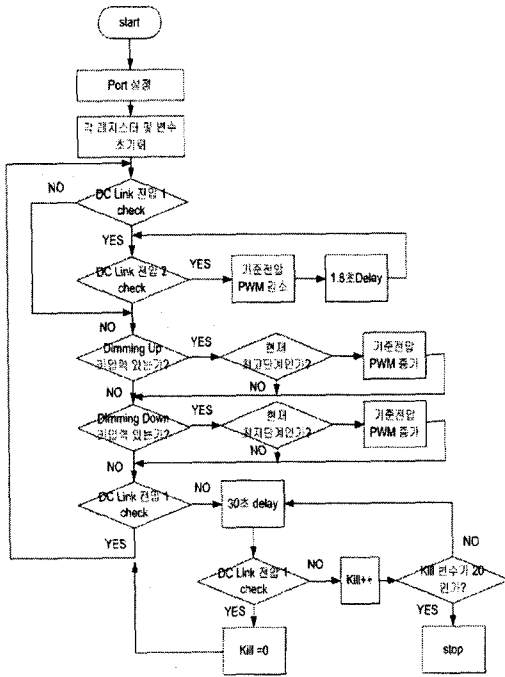 start
Port 설정
각 레지스터 및 변수
초기화
NO
DC Link 전압 1
check
YES
DC Link 전압 2
check
YES
기준전압
PWM 감소
1.6초Delay
NO
Dimming Up
키입력 있는가?
YES
현재
최고단계인가?
기준전압
PWM 증가
NO
NO
Dimming Down
키입력 있는가?
YES
현재
최저단계인가?
기준전압
PWM 증가
NO
NO
DC Link 전압 1
check
NO
30초 delay
YES
NO
DC Link 전압 1
check
NO
Kill++
Kill 변수가 20
인가?
YES
YES
Kill =0
stop